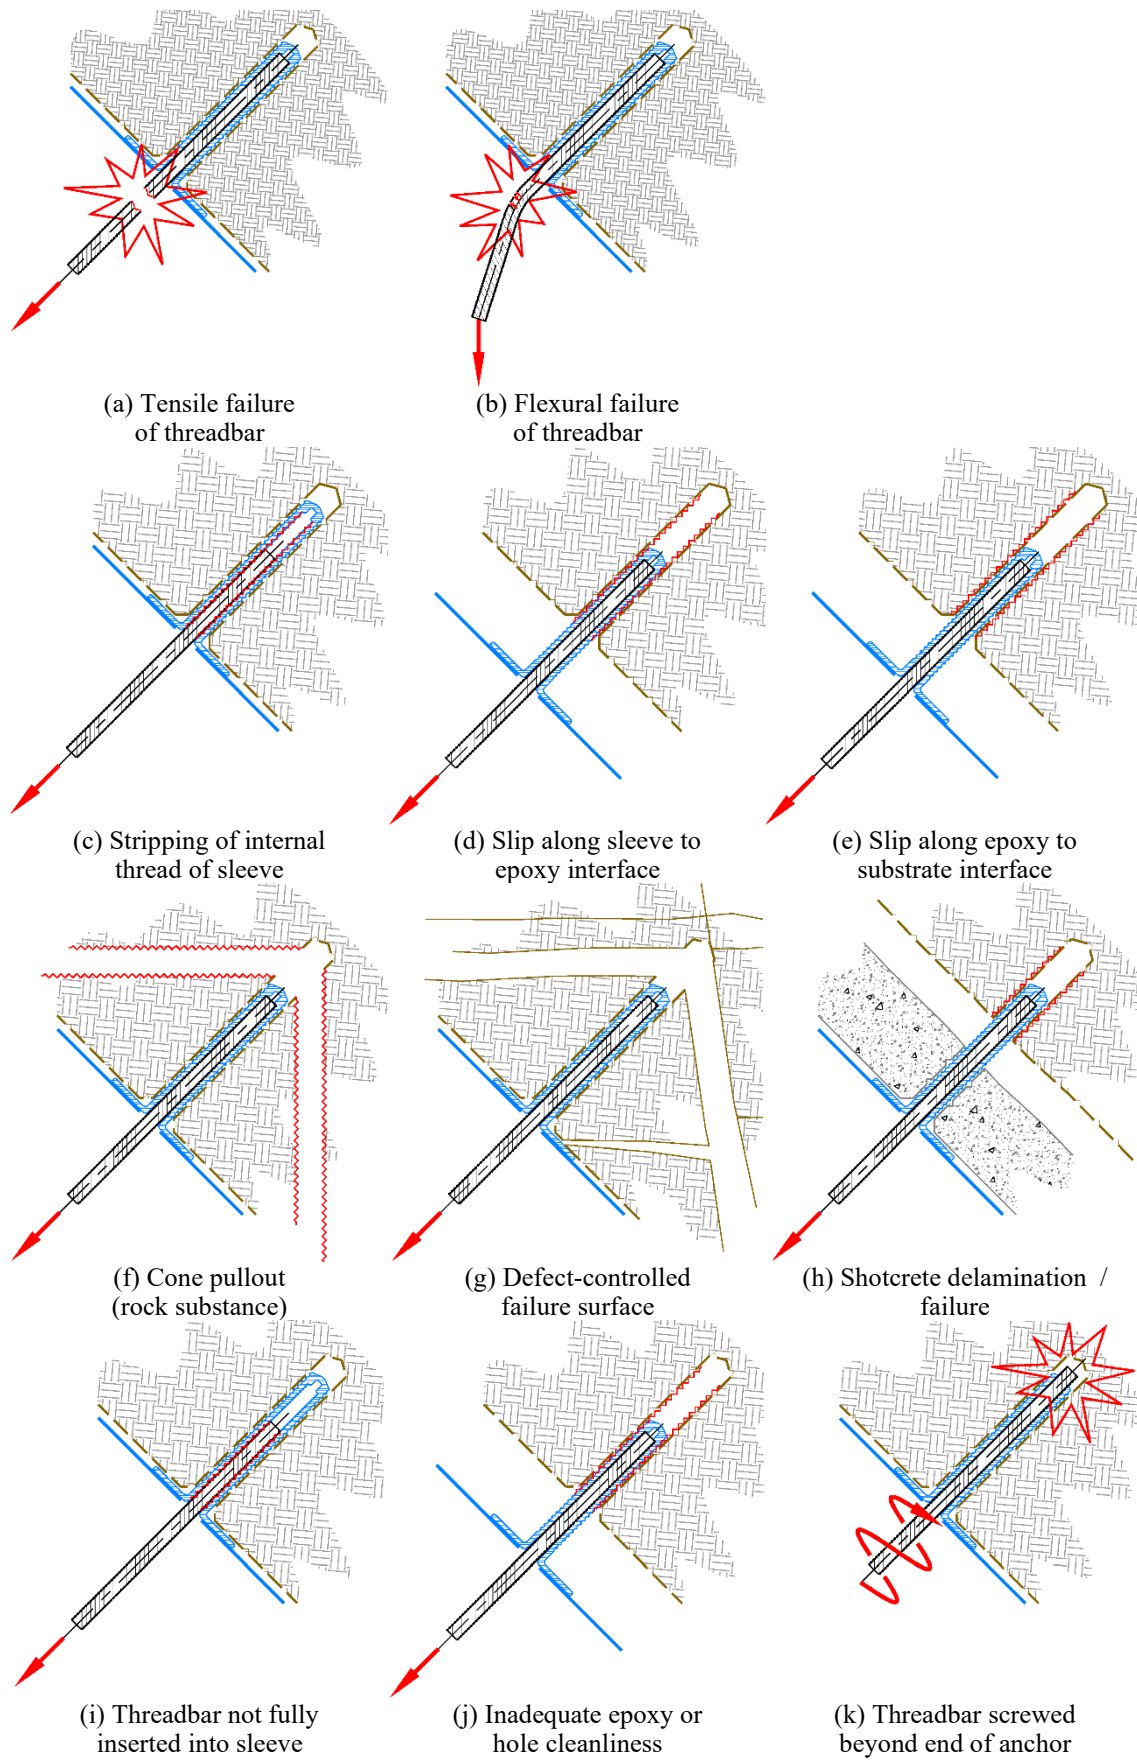 (a) Tensile failure
of threadbar
(b) Flexural failure
of threadbar
(c) Stripping of internal
thread of sleeve
(d) Slip along sleeve to
epoxy interface
(e) Slip along epoxy to
substrate interface
(f) Cone pullout
(rock substance)
(g) Defect-controlled
failure surface
(h) Shotcrete delamination /
failure
(i) Threadbar not fully
inserted into sleeve
(j) Inadequate epoxy or
hole cleanliness
(k) Threadbar screwed
beyond end of anchor